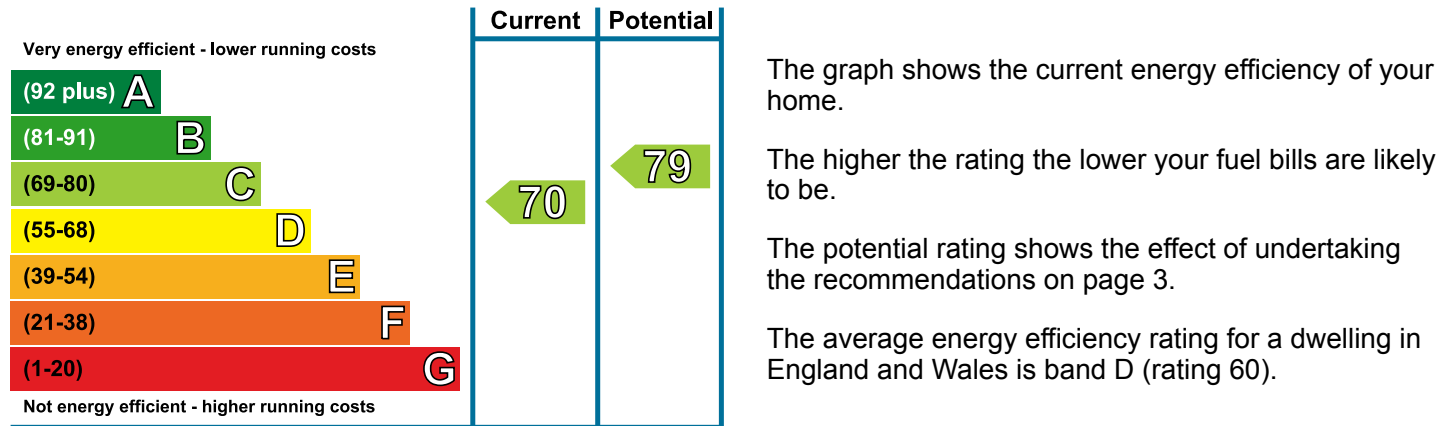 Current Potential
Very energy efficient - lower running costs
(92 plus) A
(81-91) B
(69-80) C
(55-68) D
(39-54) E
(21-38) F
(1-20) G
Not energy efficient - higher running costs
70
79
The graph shows the current energy efficiency of your
home.
The higher the rating the lower your fuel bills are likely
to be.
The potential rating shows the effect of undertaking
the recommendations on page 3.
The average energy efficiency rating for a dwelling in
England and Wales is band D (rating 60).